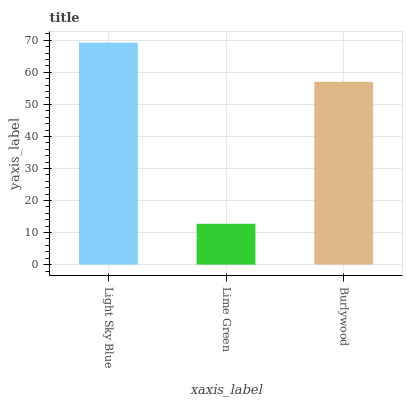 title
70
60
50
40
30
20
10
0
yaxis_label
Light Sky Blue
Lime Green
Burlywood
xaxis_label